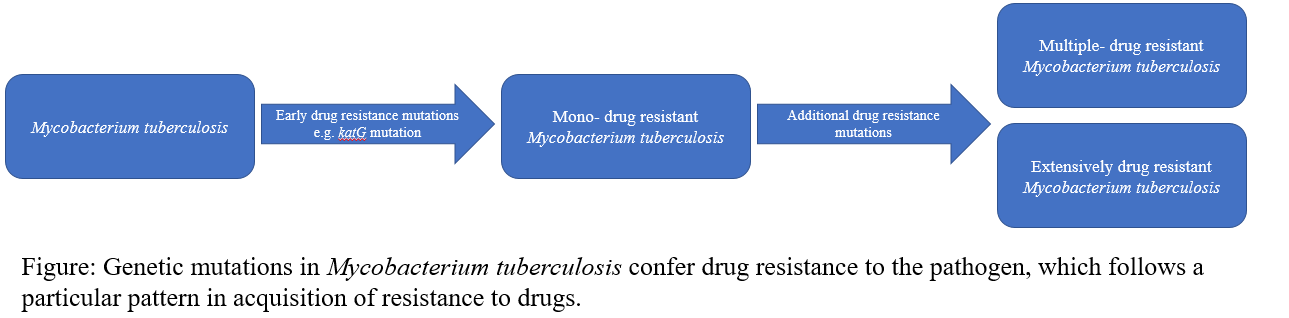 Mycobacterium tuberculosis
Early drug resistance mutations
e.g. katG mutation
Mono- drug resistant
Mycobacterium tuberculosis
Additional drug resistance
mutations
Multiple- drug resistant
Mycobacterium tuberculosis
Extensively drug resistant
Mycobacterium tuberculosis
Figure: Genetic mutations in Mycobacterium tuberculosis confer drug resistance to the pathogen, which follows a
particular pattern in acquisition of resistance to drugs.